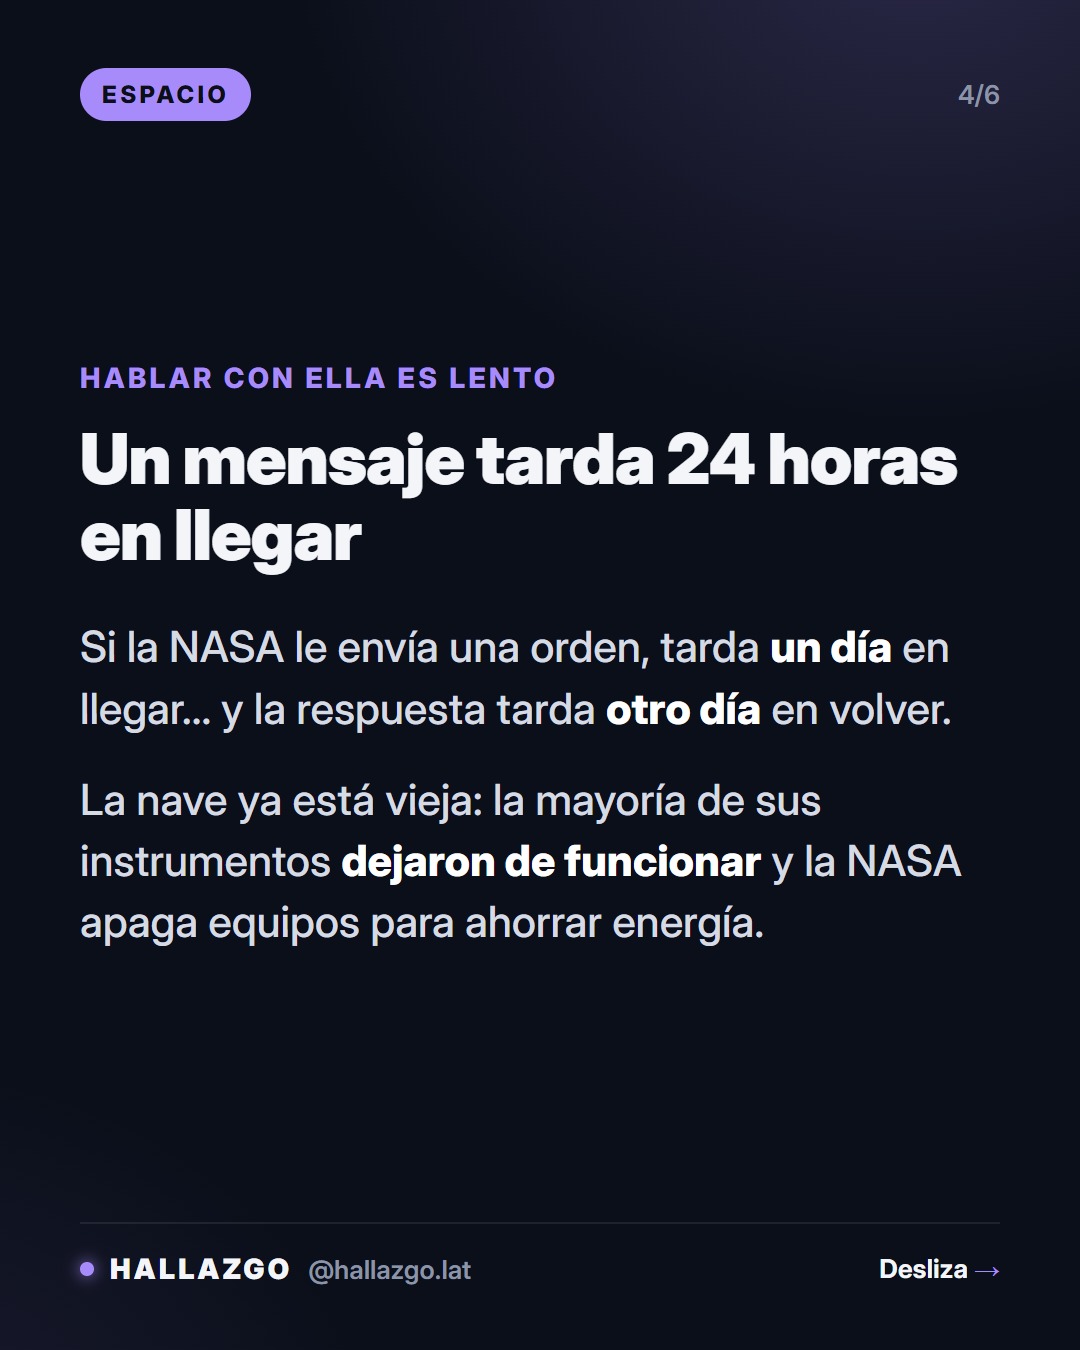 ESPACIO
4/6
HABLAR CON ELLA ES LENTO
Un mensaje tarda 24 horas
en llegar
Si la NASA le envía una orden, tarda un día en
llegar... y la respuesta tarda otro día en volver.
La nave ya está vieja: la mayoría de sus
instrumentos dejaron de funcionar y la NASA
apaga equipos para ahorrar energía.
HALLAZGO @hallazgo.lat
Desliza →